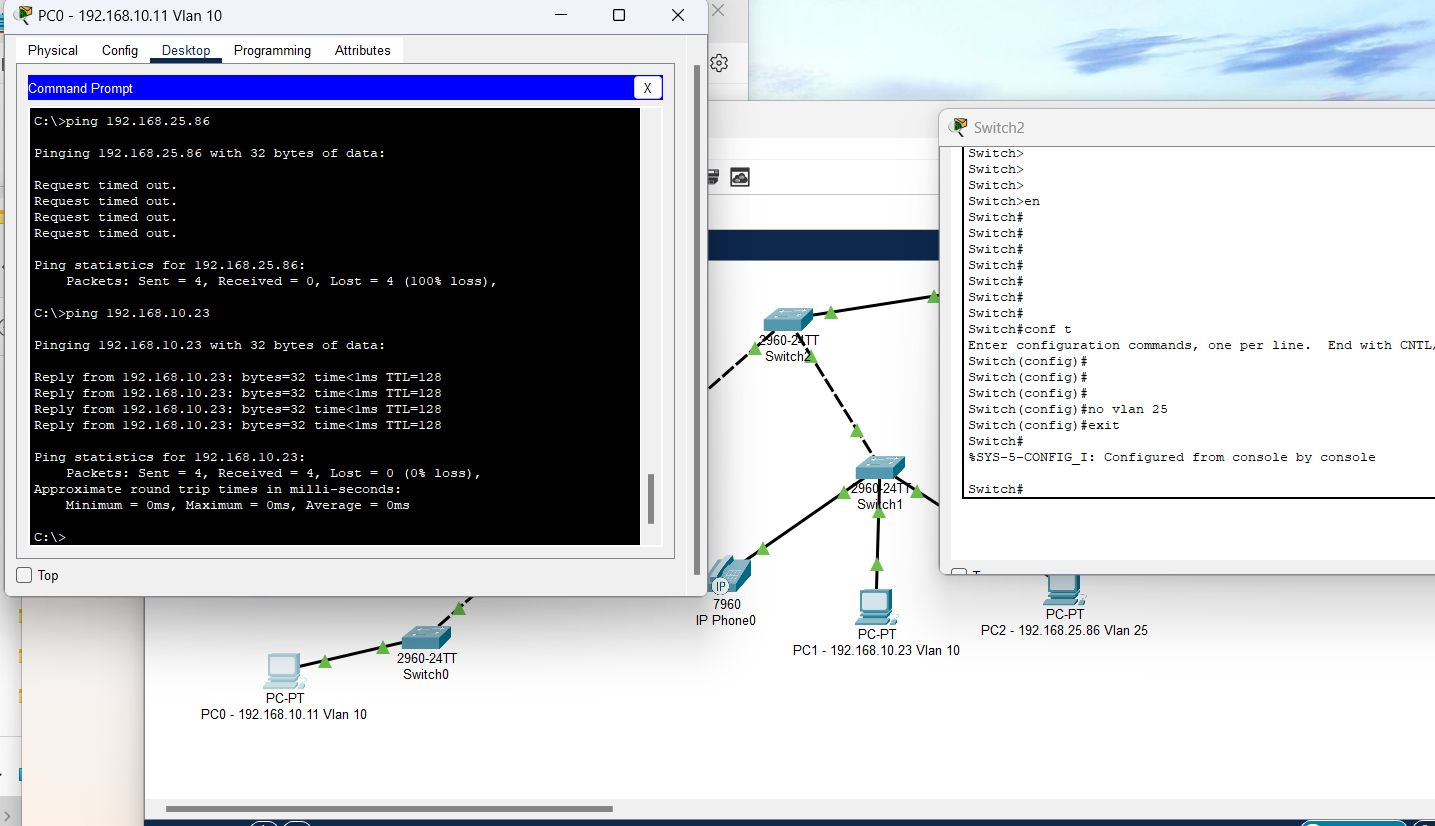 PC0 - 192.168.10.11 Vlan 10
Physical Config Desktop Programming Attributes
Command Prompt
X
C:\>ping 192.168.25.86
Pinging 192.168.25.86 with 32 bytes of data:
Request timed out.
Request timed out.
Request timed out.
Request timed out.
Ping statistics for 192.168.25.86:
Packets: Sent = 4, Received = 0, Lost = 4 (100% loss),
C:\>ping 192.168.10.23
Pinging 192.168.10.23 with 32 bytes of data:
Reply from 192.168.10.23: bytes=32 time<1ms TTL=128
Reply from 192.168.10.23: bytes=32 time<1ms TTL=128
Reply from 192.168.10.23: bytes=32 time<1ms TTL=128
Reply from 192.168.10.23: bytes=32 time<1ms TTL=128
Ping statistics for 192.168.10.23:
Packets: Sent = 4, Received = 4, Lost = 0 (0% loss),
Approximate round trip times in milli-seconds:
Minimum = 0ms, Maximum = 0ms, Average = 0ms
C:\>
Top
Switch2
Switch>
Switch>
Switch>
Switch>en
Switch#
Switch#
Switch#
Switch#
Switch#
Switch#
Switch#
Switch#conf t
Enter configuration commands, one per line. End with CNTL/
Switch(config)#
Switch(config)#
Switch(config)#
Switch(config)#no vlan 25
Switch(config)#exit
Switch#
%SYS-5-CONFIG_I: Configured from console by console
Switch#
2960-24TT
Switch2
2960-24TT
Switch1
IP
7960
IP Phone0
PC-PT
PC1 - 192.168.10.23 Vlan 10
PC-PT
PC2 - 192.168.25.86 Vlan 25
2960-24TT
Switch0
PC-PT
PC0 - 192.168.10.11 Vlan 10